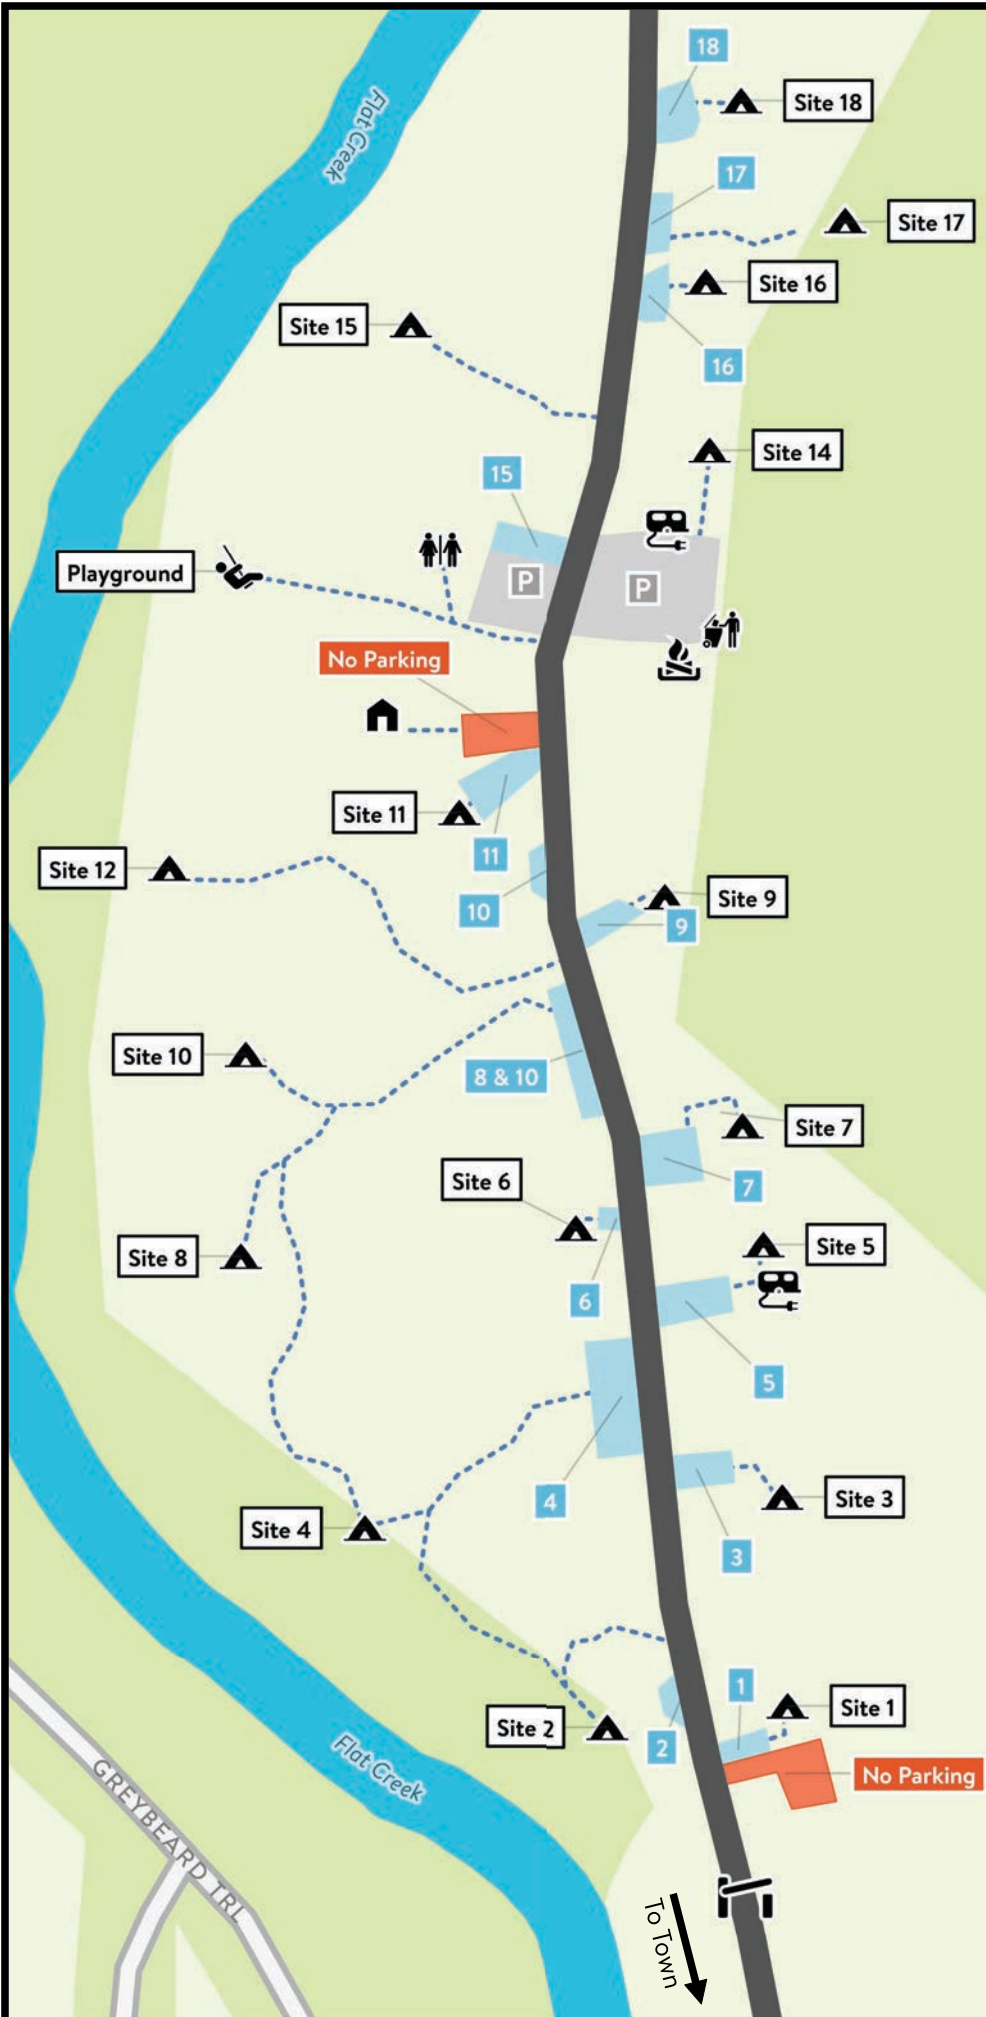 18
Site 18
Flat Creek
17
Site 17
Site 16
Site 15
16
Site 14
15
Playground
P
P
No Parking
Site 11
11
Site 12
Site 9
10
9
Site 10
8 & 10
Site 7
Site 6
7
Site 5
Site 8
6
5
Site 3
4
Site 4
3
1
Site 1
Site 2
2
Flat Creek
No Parking
GREYBEARD TRL
To Town